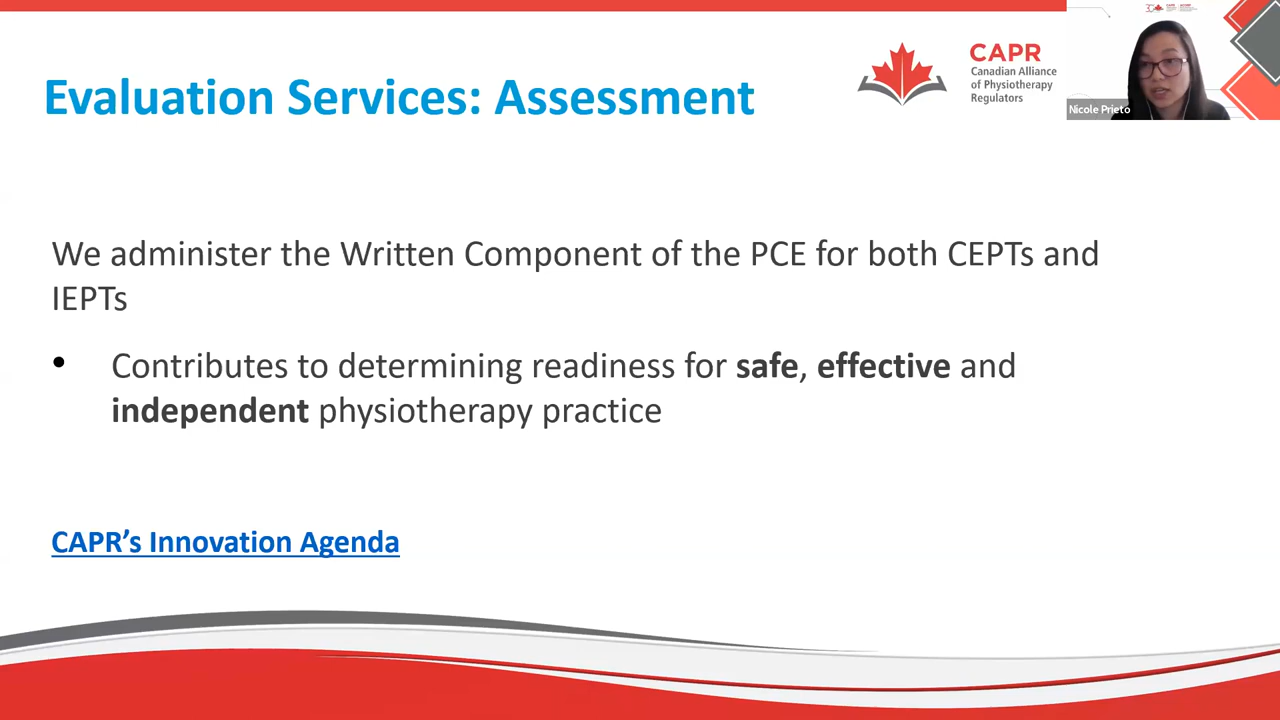 Evaluation Services: Assessment
CAPR
Canadian Alliance
of Physiotherapy
Regulators
Nicole Prieto
We administer the Written Component of the PCE for both CEPTs and
IEPTs
• Contributes to determining readiness for safe, effective and
independent physiotherapy practice
CAPR’s Innovation Agenda